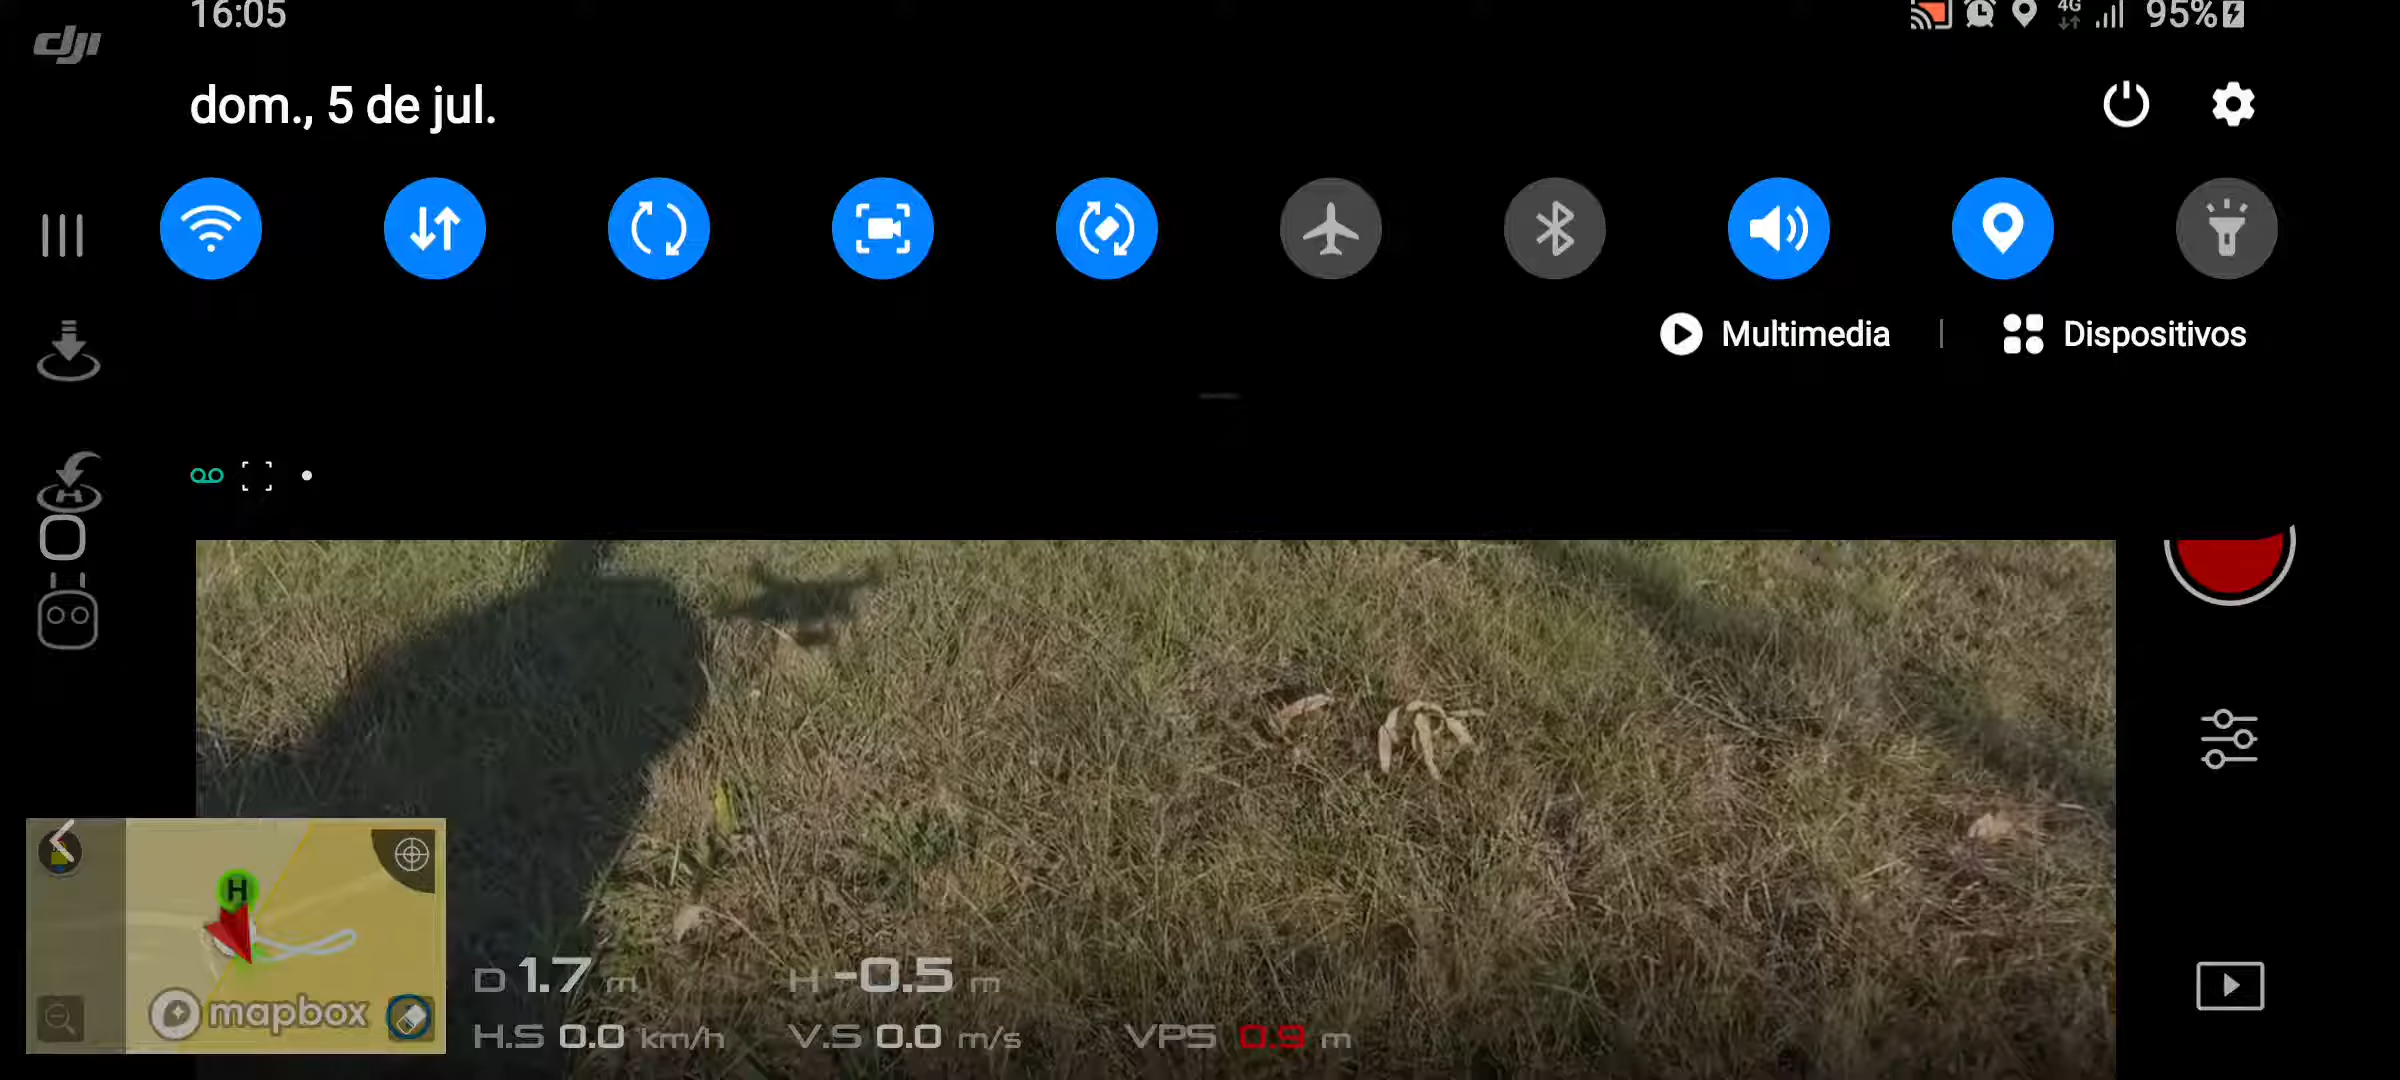 16:05
4G
95%
dji
dom., 5 de jul.
Multimedia | Dispositivos
H
H
mapbox
D 1.7 m H -0.5 m
H.S 0.0 km/h V.S 0.0 m/s VPS 0.9 m